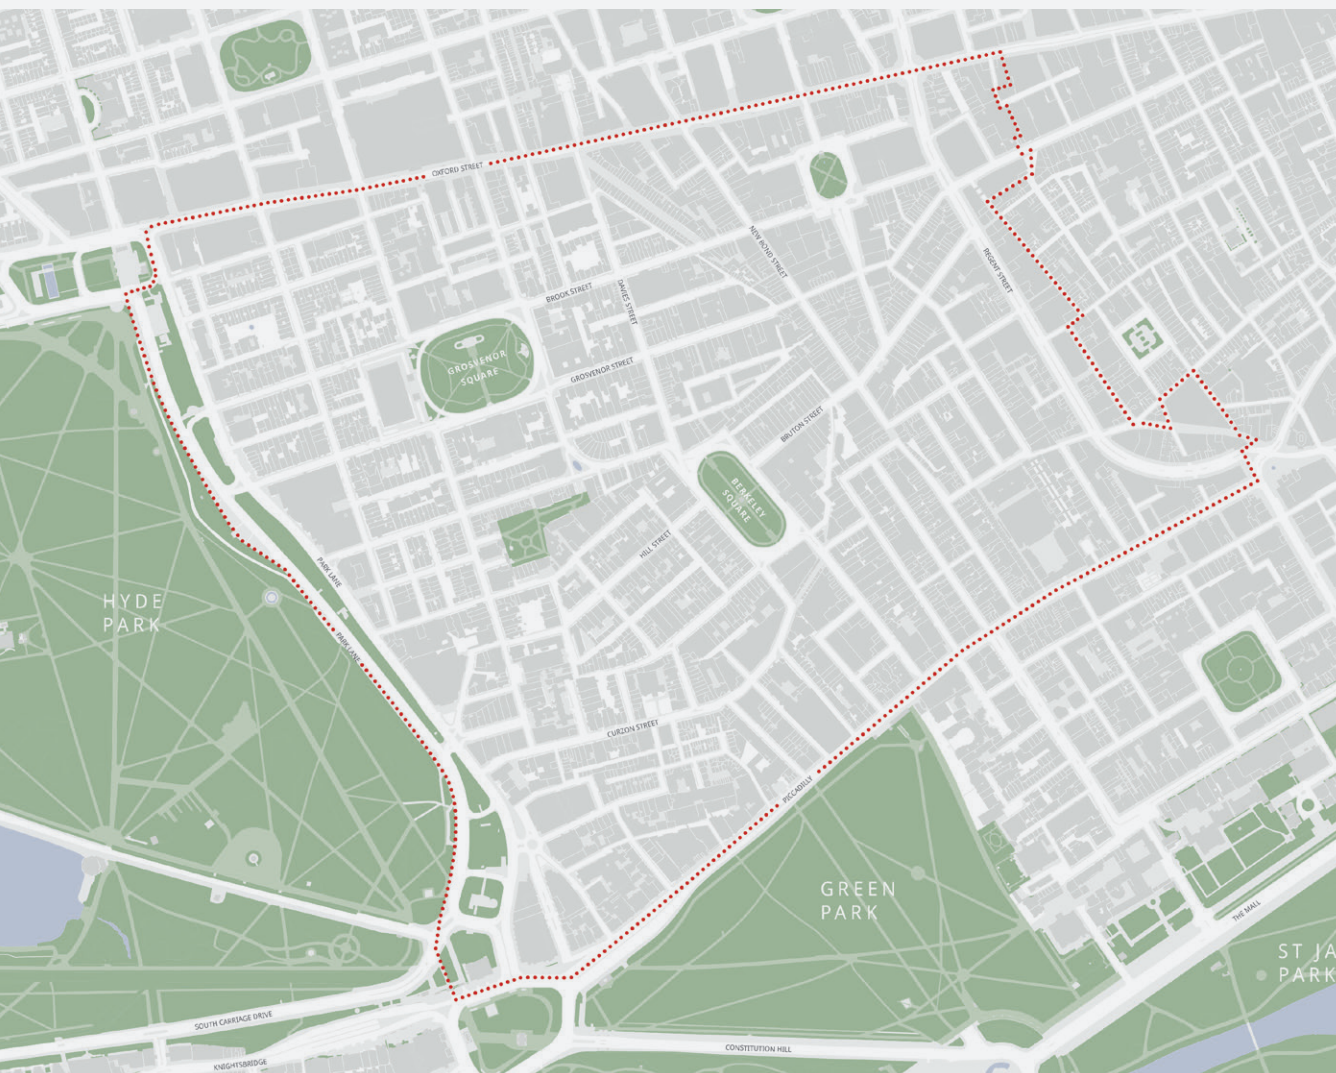 OXFORD STREET
NEW BOND STREET
REGENT STREET
BROOK STREET
DAVIES STREET
GROSVENOR
SQUARE
GROSVENOR STREET
BRUTON STREET
BERKELEY
SQUARE
HILL STREET
PARK LANE
HYDE
PARK
PARK LANE
CURZON STREET
PICCADILLY
GREEN
PARK
THE MALL
ST JA
PARK
SOUTH CARRIAGE DRIVE
CONSTITUTION HILL
KNIGHTSBRIDGE